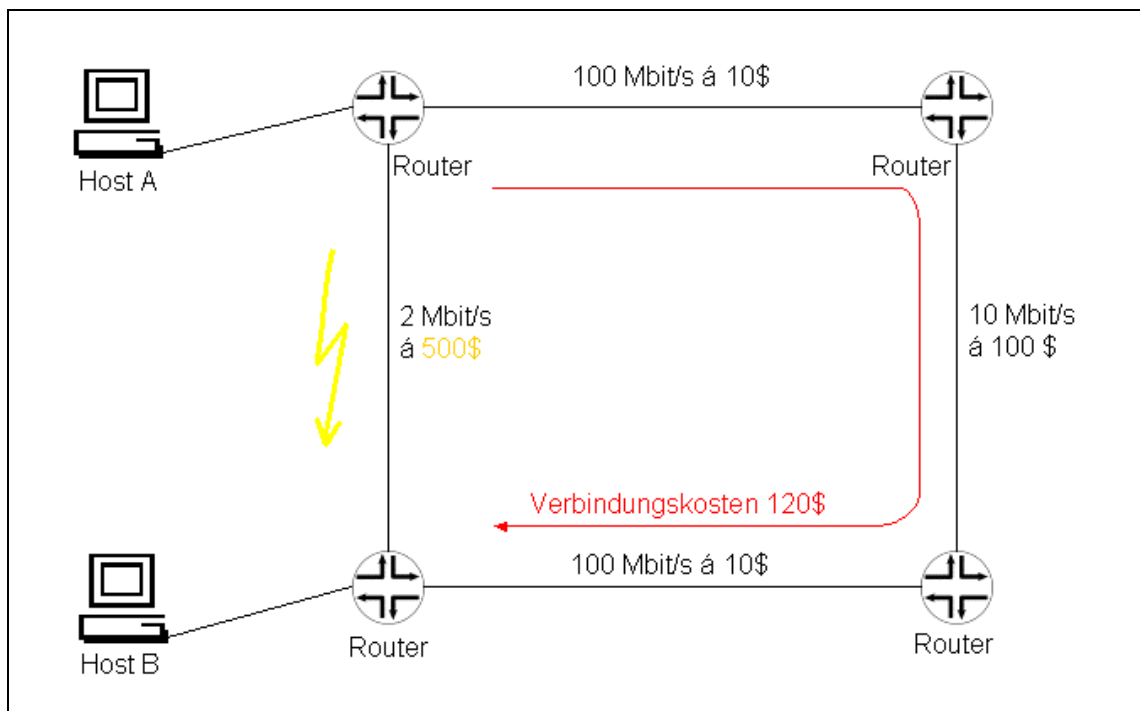 100 Mbit/s á 10$
Host A
Router
Router
2 Mbit/s
á 500$
10 Mbit/s
á 100 $
Verbindungskosten 120$
100 Mbit/s á 10$
Host B
Router
Router